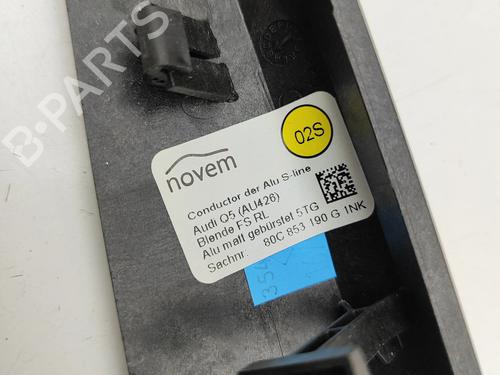 B-PARTS
novem
02S
Conductor der Alu S-line
Audi Q5 (AU426)
Blende FS RL
Alu matt gebürstet 5TG
Sachnr. 80C 853 190 G 1NK
354